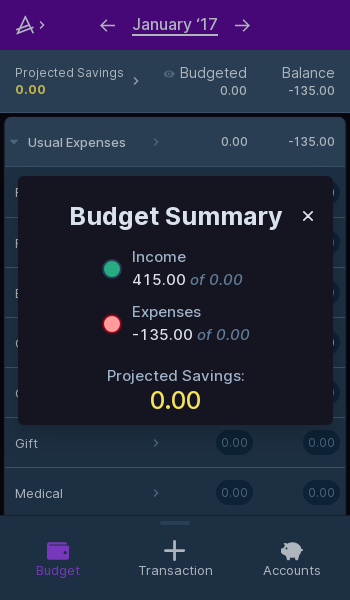 January ‘17
Projected Savings
0.00
Budgeted
0.00
Balance
-135.00
Usual Expenses
0.00
-135.00
Budget Summary
Income
415.00 of 0.00
Expenses
-135.00 of 0.00
Projected Savings:
0.00
Gift
0.00
0.00
Medical
0.00
0.00
Budget
Transaction
Accounts